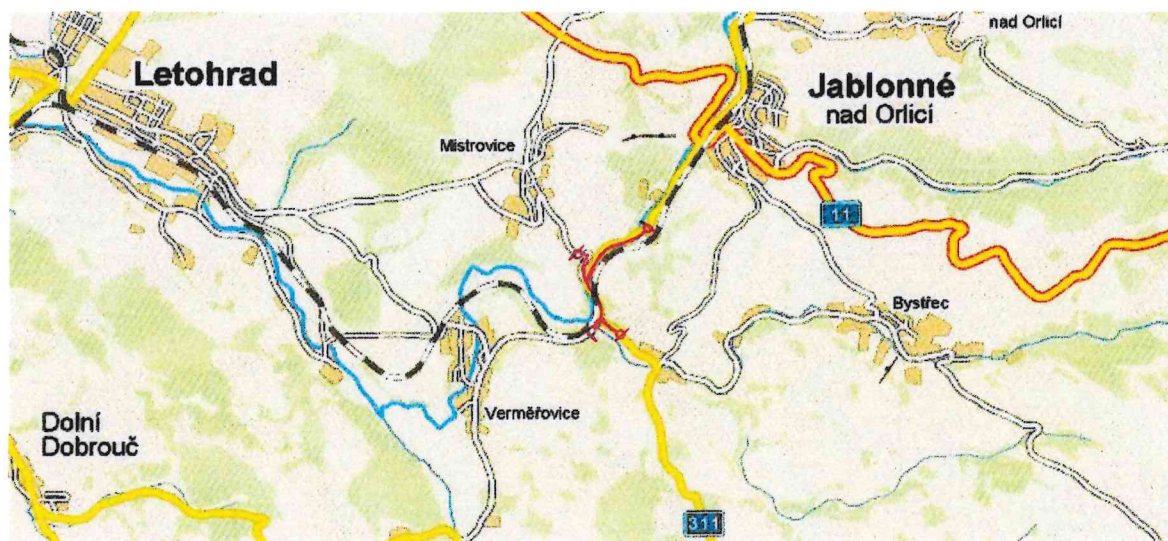 nad Orlicí
Letohrad
Jablonné
nad Orlicí
Mistrovice
11
Bystřec
Verměřovice
Dolní
Dobrouč
311